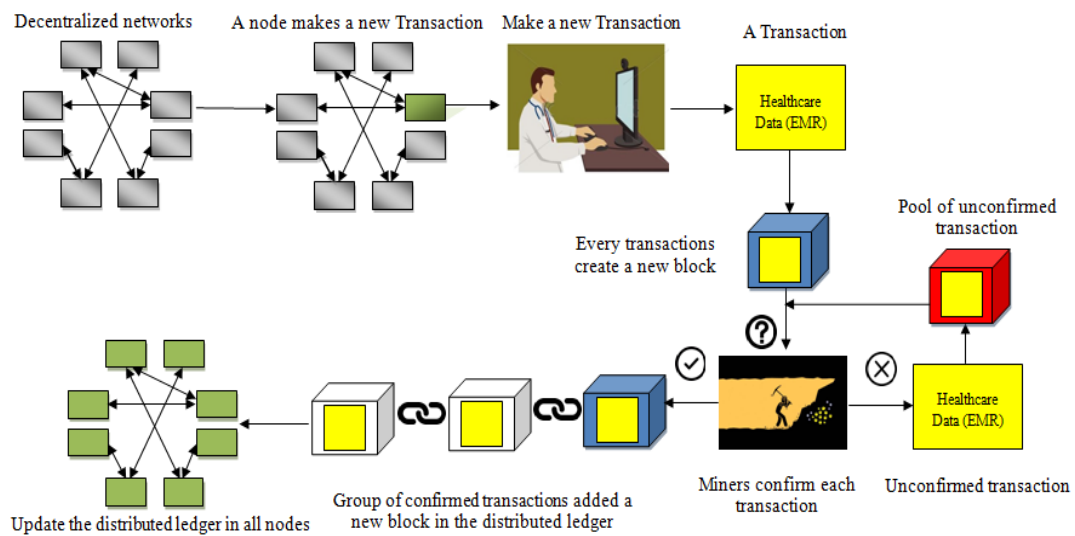 Decentralized networks
A node makes a new Transaction
Make a new Transaction
A Transaction
Healthcare
Data (EMR)
Every transactions
create a new block
Pool of unconfirmed
transaction
Healthcare
Data (EMR)
Miners confirm each
transaction
Unconfirmed transaction
Group of confirmed transactions added a
new block in the distributed ledger
Update the distributed ledger in all nodes